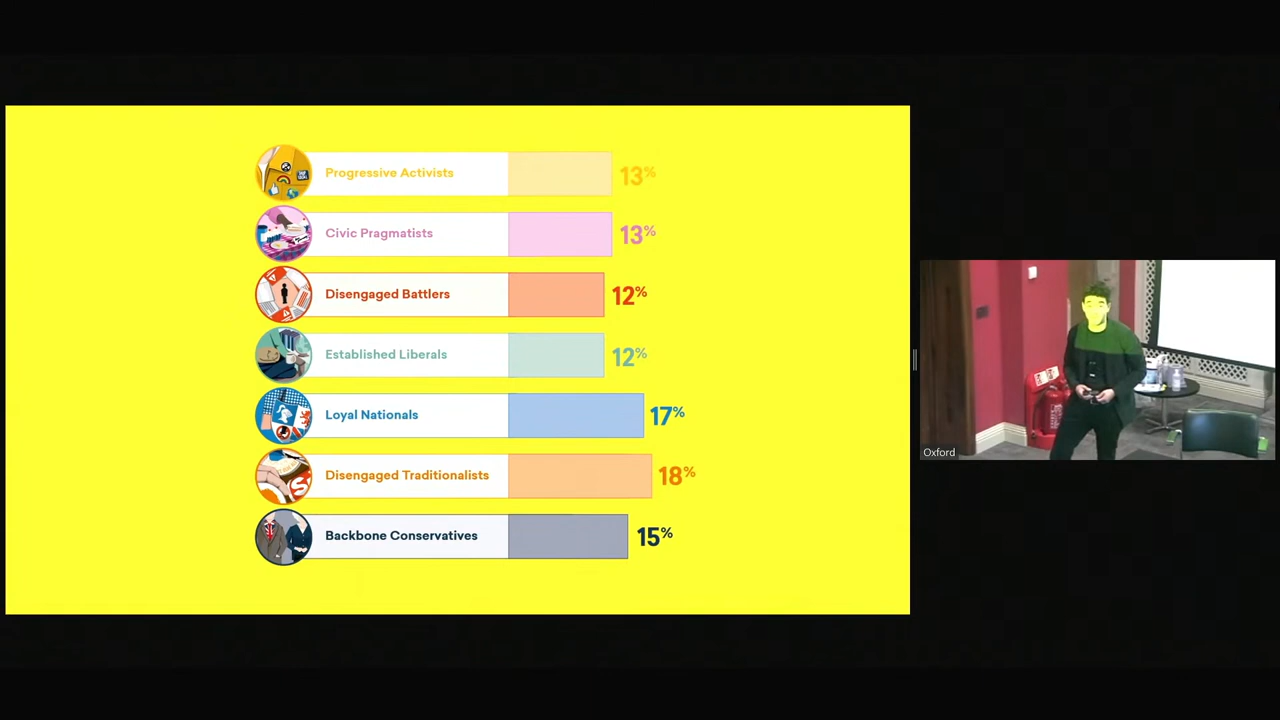 Progressive Activists 13%
Civic Pragmatists 13%
Disengaged Battlers 12%
Established Liberals 12%
Loyal Nationals 17%
Disengaged Traditionalists 18%
Backbone Conservatives 15%
Oxford